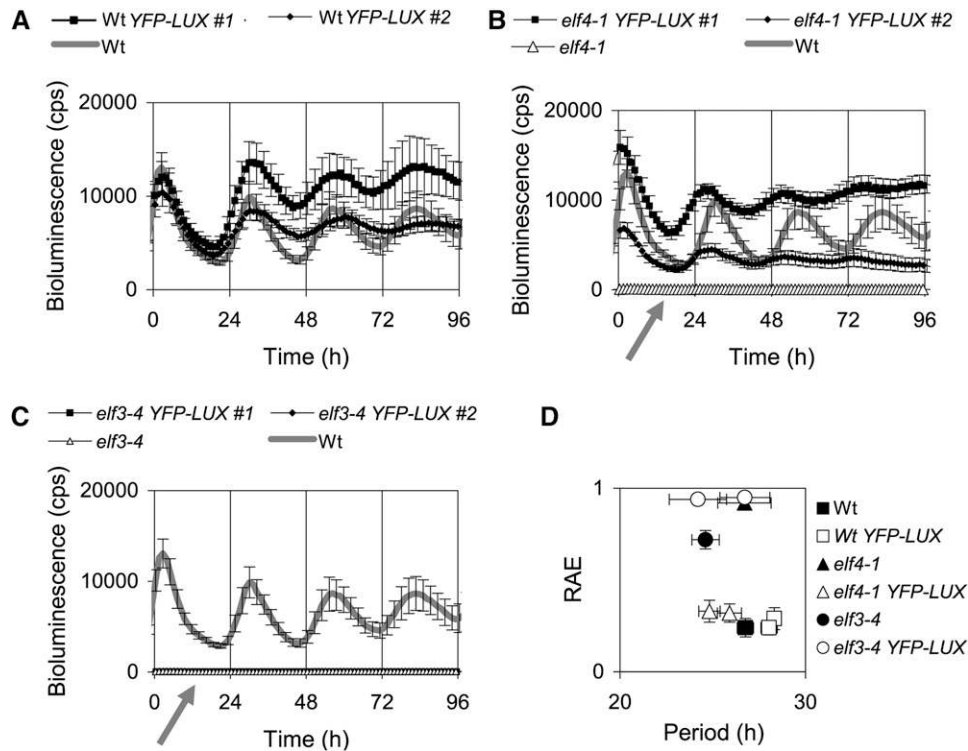 A
Wt YFP-LUX #1
Wt YFP-LUX #2
Wt
Bioluminescence (cps)
20000
10000
0
0 24 48 72 96
Time (h)
B
elf4-1 YFP-LUX #1
elf4-1 YFP-LUX #2
elf4-1
Wt
Bioluminescence (cps)
20000
10000
0
0 24 48 72 96
Time (h)
C
elf3-4 YFP-LUX #1
elf3-4 YFP-LUX #2
elf3-4
Wt
Bioluminescence (cps)
20000
10000
0
0 24 48 72 96
Time (h)
D
RAE
1
0
20 30
Period (h)
Wt
Wt YFP-LUX
elf4-1
elf4-1 YFP-LUX
elf3-4
elf3-4 YFP-LUX